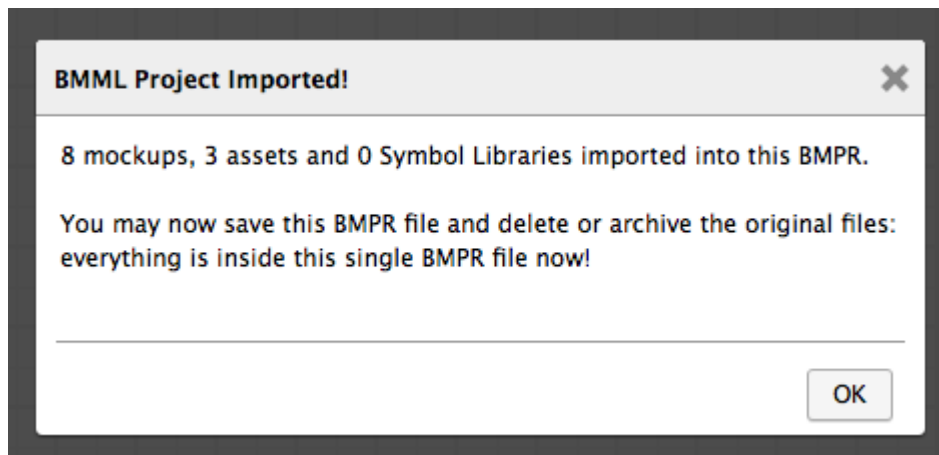 BMML Project Imported!
8 mockups, 3 assets and 0 Symbol Libraries imported into this BMPR.
You may now save this BMPR file and delete or archive the original files:
everything is inside this single BMPR file now!
OK